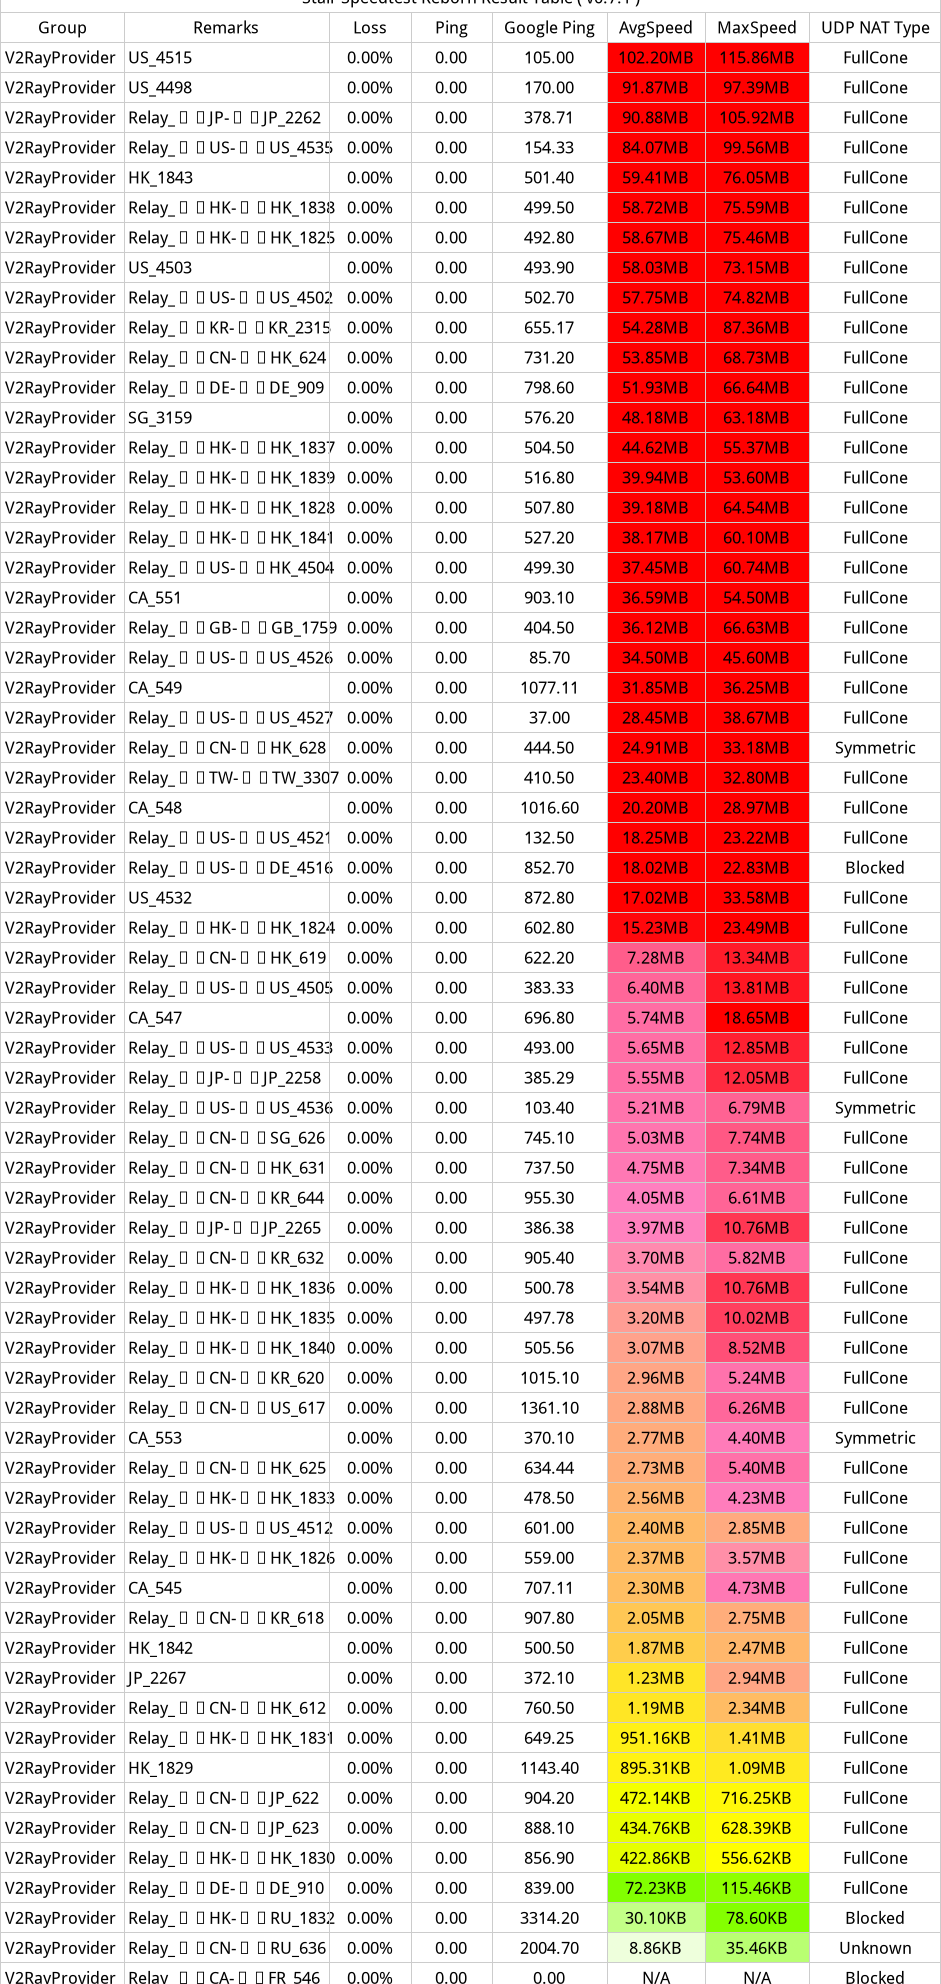 Stair Speedtest Reborn Result Table ( v0.7.1 )
Group Remarks Loss Ping Google Ping AvgSpeed MaxSpeed UDP NAT Type
V2RayProvider US_4515 0.00% 0.00 105.00 102.20MB 115.86MB FullCone
V2RayProvider US_4498 0.00% 0.00 170.00 91.87MB 97.39MB FullCone
V2RayProvider Relay_ JP- JP_2262 0.00% 0.00 378.71 90.88MB 105.92MB FullCone
V2RayProvider Relay_ US- US_4535 0.00% 0.00 154.33 84.07MB 99.56MB FullCone
V2RayProvider HK_1843 0.00% 0.00 501.40 59.41MB 76.05MB FullCone
V2RayProvider Relay_ HK- HK_1838 0.00% 0.00 499.50 58.72MB 75.59MB FullCone
V2RayProvider Relay_ HK- HK_1825 0.00% 0.00 492.80 58.67MB 75.46MB FullCone
V2RayProvider US_4503 0.00% 0.00 493.90 58.03MB 73.15MB FullCone
V2RayProvider Relay_ US- US_4502 0.00% 0.00 502.70 57.75MB 74.82MB FullCone
V2RayProvider Relay_ KR- KR_2315 0.00% 0.00 655.17 54.28MB 87.36MB FullCone
V2RayProvider Relay_ CN- HK_624 0.00% 0.00 731.20 53.85MB 68.73MB FullCone
V2RayProvider Relay_ DE- DE_909 0.00% 0.00 798.60 51.93MB 66.64MB FullCone
V2RayProvider SG_3159 0.00% 0.00 576.20 48.18MB 63.18MB FullCone
V2RayProvider Relay_ HK- HK_1837 0.00% 0.00 504.50 44.62MB 55.37MB FullCone
V2RayProvider Relay_ HK- HK_1839 0.00% 0.00 516.80 39.94MB 53.60MB FullCone
V2RayProvider Relay_ HK- HK_1828 0.00% 0.00 507.80 39.18MB 64.54MB FullCone
V2RayProvider Relay_ HK- HK_1841 0.00% 0.00 527.20 38.17MB 60.10MB FullCone
V2RayProvider Relay_ US- HK_4504 0.00% 0.00 499.30 37.45MB 60.74MB FullCone
V2RayProvider CA_551 0.00% 0.00 903.10 36.59MB 54.50MB FullCone
V2RayProvider Relay_ GB- GB_1759 0.00% 0.00 404.50 36.12MB 66.63MB FullCone
V2RayProvider Relay_ US- US_4526 0.00% 0.00 85.70 34.50MB 45.60MB FullCone
V2RayProvider CA_549 0.00% 0.00 1077.11 31.85MB 36.25MB FullCone
V2RayProvider Relay_ US- US_4527 0.00% 0.00 37.00 28.45MB 38.67MB FullCone
V2RayProvider Relay_ CN- HK_628 0.00% 0.00 444.50 24.91MB 33.18MB Symmetric
V2RayProvider Relay_ TW- TW_3307 0.00% 0.00 410.50 23.40MB 32.80MB FullCone
V2RayProvider CA_548 0.00% 0.00 1016.60 20.20MB 28.97MB FullCone
V2RayProvider Relay_ US- US_4521 0.00% 0.00 132.50 18.25MB 23.22MB FullCone
V2RayProvider Relay_ US- DE_4516 0.00% 0.00 852.70 18.02MB 22.83MB Blocked
V2RayProvider US_4532 0.00% 0.00 872.80 17.02MB 33.58MB FullCone
V2RayProvider Relay_ HK- HK_1824 0.00% 0.00 602.80 15.23MB 23.49MB FullCone
V2RayProvider Relay_ CN- HK_619 0.00% 0.00 622.20 7.28MB 13.34MB FullCone
V2RayProvider Relay_ US- US_4505 0.00% 0.00 383.33 6.40MB 13.81MB FullCone
V2RayProvider CA_547 0.00% 0.00 696.80 5.74MB 18.65MB FullCone
V2RayProvider Relay_ US- US_4533 0.00% 0.00 493.00 5.65MB 12.85MB FullCone
V2RayProvider Relay_ JP- JP_2258 0.00% 0.00 385.29 5.55MB 12.05MB FullCone
V2RayProvider Relay_ US- US_4536 0.00% 0.00 103.40 5.21MB 6.79MB Symmetric
V2RayProvider Relay_ CN- SG_626 0.00% 0.00 745.10 5.03MB 7.74MB FullCone
V2RayProvider Relay_ CN- HK_631 0.00% 0.00 737.50 4.75MB 7.34MB FullCone
V2RayProvider Relay_ CN- KR_644 0.00% 0.00 955.30 4.05MB 6.61MB FullCone
V2RayProvider Relay_ JP- JP_2265 0.00% 0.00 386.38 3.97MB 10.76MB FullCone
V2RayProvider Relay_ CN- KR_632 0.00% 0.00 905.40 3.70MB 5.82MB FullCone
V2RayProvider Relay_ HK- HK_1836 0.00% 0.00 500.78 3.54MB 10.76MB FullCone
V2RayProvider Relay_ HK- HK_1835 0.00% 0.00 497.78 3.20MB 10.02MB FullCone
V2RayProvider Relay_ HK- HK_1840 0.00% 0.00 505.56 3.07MB 8.52MB FullCone
V2RayProvider Relay_ CN- KR_620 0.00% 0.00 1015.10 2.96MB 5.24MB FullCone
V2RayProvider Relay_ CN- US_617 0.00% 0.00 1361.10 2.88MB 6.26MB FullCone
V2RayProvider CA_553 0.00% 0.00 370.10 2.77MB 4.40MB Symmetric
V2RayProvider Relay_ CN- HK_625 0.00% 0.00 634.44 2.73MB 5.40MB FullCone
V2RayProvider Relay_ HK- HK_1833 0.00% 0.00 478.50 2.56MB 4.23MB FullCone
V2RayProvider Relay_ US- US_4512 0.00% 0.00 601.00 2.40MB 2.85MB FullCone
V2RayProvider Relay_ HK- HK_1826 0.00% 0.00 559.00 2.37MB 3.57MB FullCone
V2RayProvider CA_545 0.00% 0.00 707.11 2.30MB 4.73MB FullCone
V2RayProvider Relay_ CN- KR_618 0.00% 0.00 907.80 2.05MB 2.75MB FullCone
V2RayProvider HK_1842 0.00% 0.00 500.50 1.87MB 2.47MB FullCone
V2RayProvider JP_2267 0.00% 0.00 372.10 1.23MB 2.94MB FullCone
V2RayProvider Relay_ CN- HK_612 0.00% 0.00 760.50 1.19MB 2.34MB FullCone
V2RayProvider Relay_ HK- HK_1831 0.00% 0.00 649.25 951.16KB 1.41MB FullCone
V2RayProvider HK_1829 0.00% 0.00 1143.40 895.31KB 1.09MB FullCone
V2RayProvider Relay_ CN- JP_622 0.00% 0.00 904.20 472.14KB 716.25KB FullCone
V2RayProvider Relay_ CN- JP_623 0.00% 0.00 888.10 434.76KB 628.39KB FullCone
V2RayProvider Relay_ HK- HK_1830 0.00% 0.00 856.90 422.86KB 556.62KB FullCone
V2RayProvider Relay_ DE- DE_910 0.00% 0.00 839.00 72.23KB 115.46KB FullCone
V2RayProvider Relay_ HK- RU_1832 0.00% 0.00 3314.20 30.10KB 78.60KB Blocked
V2RayProvider Relay_ CN- RU_636 0.00% 0.00 2004.70 8.86KB 35.46KB Unknown
V2RayProvider Relay_ CA- FR_546 0.00% 0.00 0.00 N/A N/A Blocked